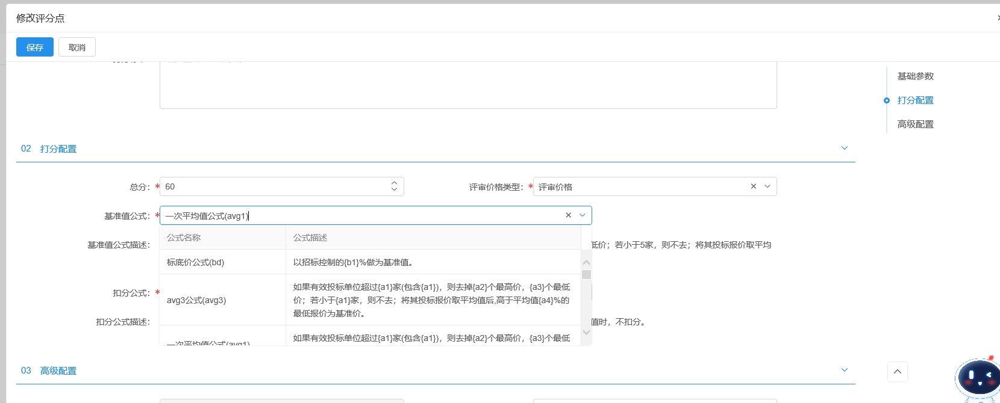 修改评分点
保存
取消
基础参数
打分配置
高级配置
02 打分配置
总分：*60
评审价格类型：*评审价格
基准值公式：*一次平均值公式(avg1)
公式名称 公式描述
基准值公式描述：
低价；若小于5家，则不去；将其投标报价取平均
标底价公式(bd) 以招标控制的{b1}%做为基准值。
avg3公式(avg3)
如果有效投标单位超过{a1}家(包含{a1})，则去掉{a2}个最高价，{a3}个最低
价；若小于{a1}家，则不去；将其投标报价取平均值后,高于平均值{a4}%的
最低报价为基准价。
扣分公式：*
扣分公式描述：
值时，不扣分。
一次平均值公式(avg1)
如果有效投标单位超过{a1}家(包含{a1})，则去掉{a2}个最高价，{a3}个最低
03 高级配置